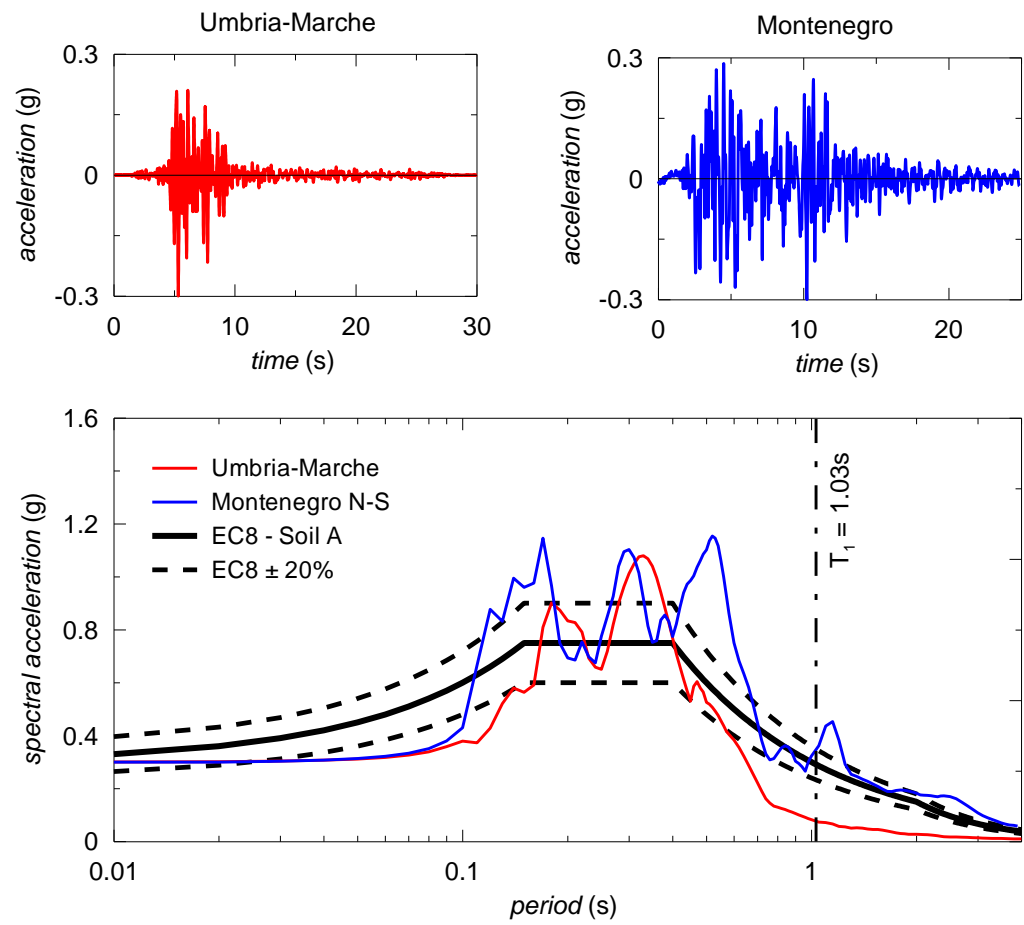 Umbria-Marche
0.3
0
-0.3
acceleration (g)
0 10 20 30
time (s)
Montenegro
0.3
0
-0.3
acceleration (g)
0 10 20
time (s)
1.6
1.2
0.8
0.4
0
spectral acceleration (g)
Umbria-Marche
Montenegro N-S
EC8 - Soil A
EC8 ± 20%
T1 = 1.03s
0.01 0.1 1
period (s)